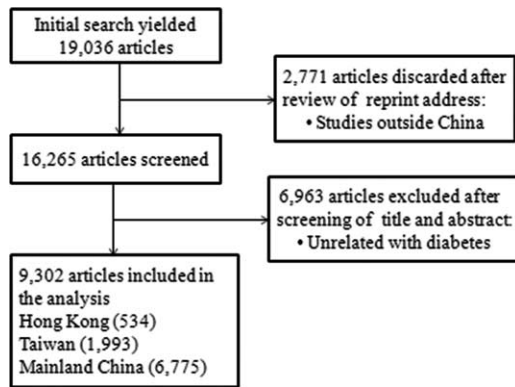 Initial search yielded
19,036 articles
2,771 articles discarded after
review of reprint address:
• Studies outside China
16,265 articles screened
6,963 articles excluded after
screening of title and abstract:
• Unrelated with diabetes
9,302 articles included in
the analysis
Hong Kong (534)
Taiwan (1,993)
Mainland China (6,775)